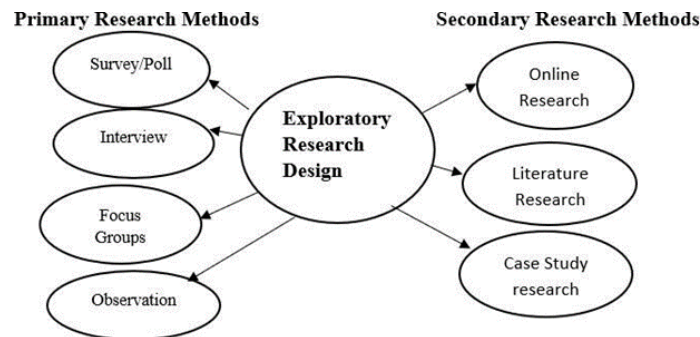 Primary Research Methods
Secondary Research Methods
Survey/Poll
Interview
Focus
Groups
Observation
Exploratory
Research
Design
Online
Research
Literature
Research
Case Study
research